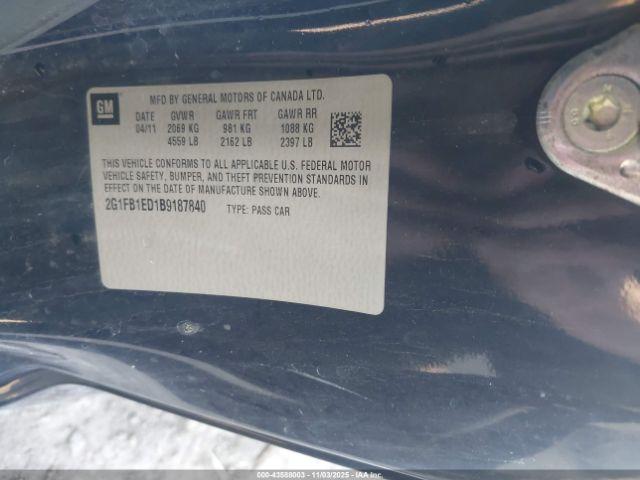 GM
MFD BY GENERAL MOTORS OF CANADA LTD.
DATE GVWR GAWR FRT GAWR RR
04/11 2069 KG 981 KG 1088 KG
4559 LB 2162 LB 2397 LB
THIS VEHICLE CONFORMS TO ALL APPLICABLE U.S. FEDERAL MOTOR
VEHICLE SAFETY, BUMPER, AND THEFT PREVENTION STANDARDS IN
EFFECT ON THE DATE OF MANUFACTURE SHOWN ABOVE.
2G1FB1ED1B9187840 TYPE: PASS CAR
000-43588003 - 11/03/2025 - IAA Inc.